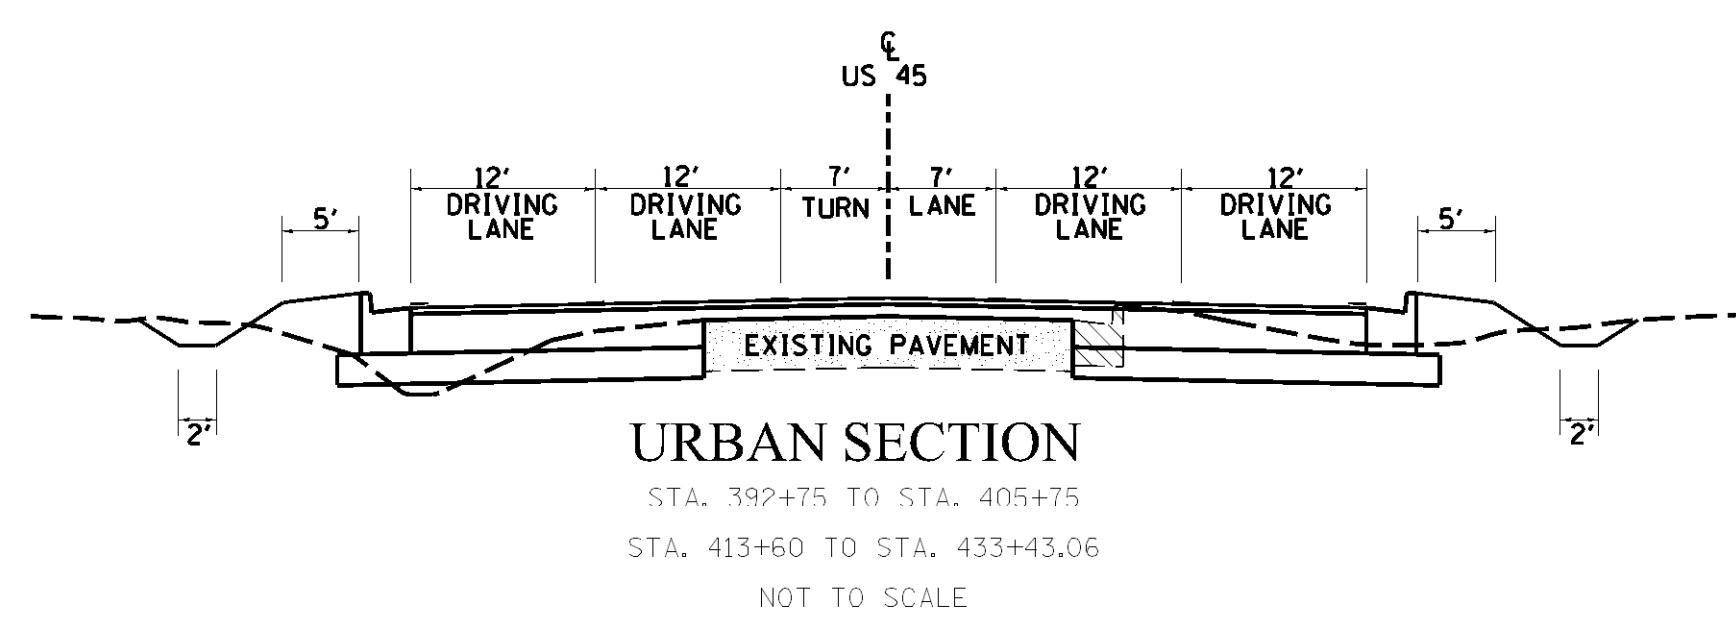 ℄
US 45
12' 12' 7' 7' 12' 12'
DRIVING LANE DRIVING LANE TURN LANE DRIVING LANE DRIVING LANE
5' 5'
EXISTING PAVEMENT
2' 2'
URBAN SECTION
STA. 392+75 TO STA. 405+75
STA. 413+60 TO STA. 433+43.06
NOT TO SCALE